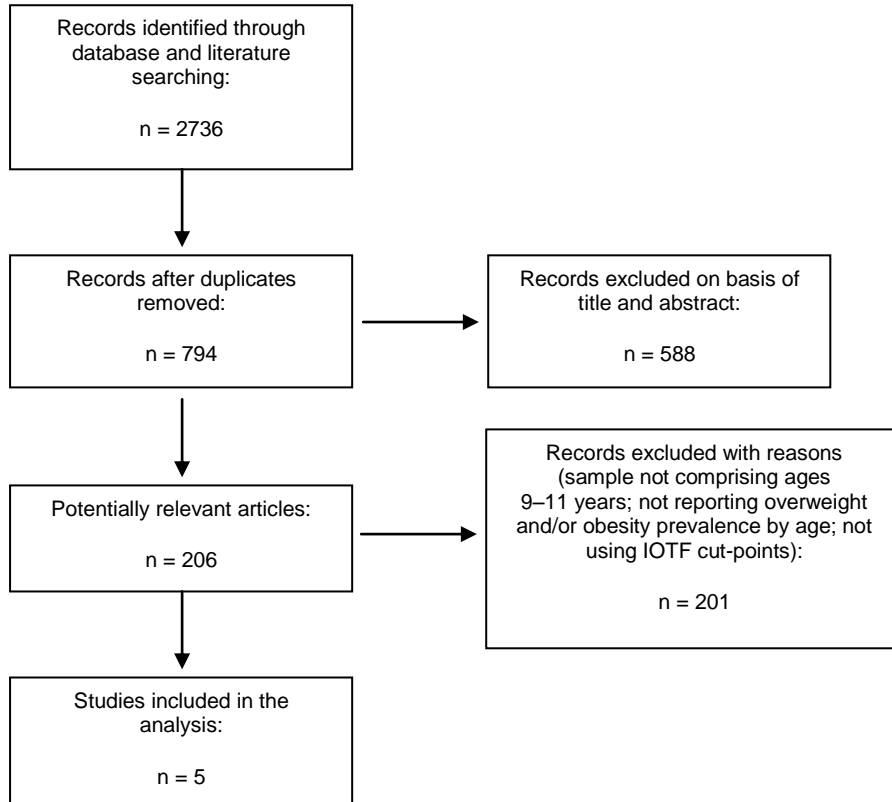 Records identified through
database and literature
searching:
n = 2736
Records after duplicates
removed:
n = 794
Records excluded on basis of
title and abstract:
n = 588
Potentially relevant articles:
n = 206
Records excluded with reasons
(sample not comprising ages
9–11 years; not reporting overweight
and/or obesity prevalence by age; not
using IOTF cut-points):
n = 201
Studies included in the
analysis:
n = 5